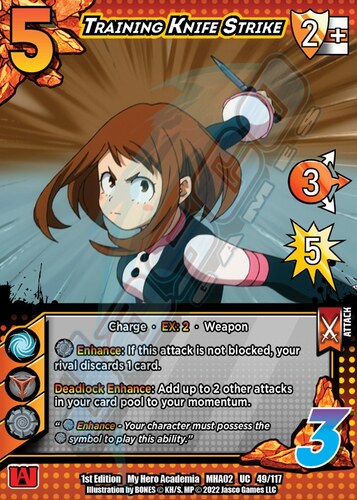 5
TRAINING KNIFE STRIKE
2 +
3
5
ATTACK
Charge • EX: 2 • Weapon
Enhance: If this attack is not blocked, your
rival discards 1 card.
Deadlock Enhance: Add up to 2 other attacks
in your card pool to your momentum.
“ Enhance - Your character must possess the
symbol to play this ability.”
3
1st Edition My Hero Academia MHA02 UC 49/117
Illustration by BONES © KH/S. MP © 2022 Jasco Games LLC